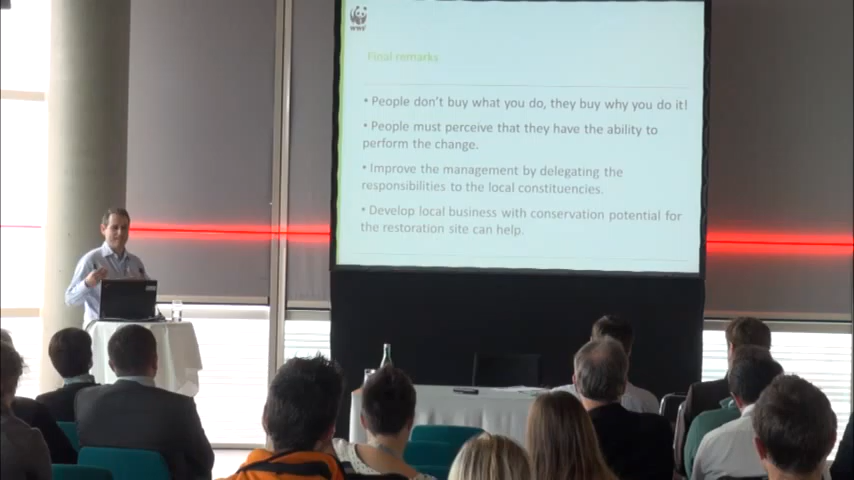 WWF
Final remarks
• People don't buy what you do, they buy why you do it!
• People must perceive that they have the ability to
perform the change.
• Improve the management by delegating the
responsibilities to the local constituencies.
• Develop local business with conservation potential for
the restoration site can help.